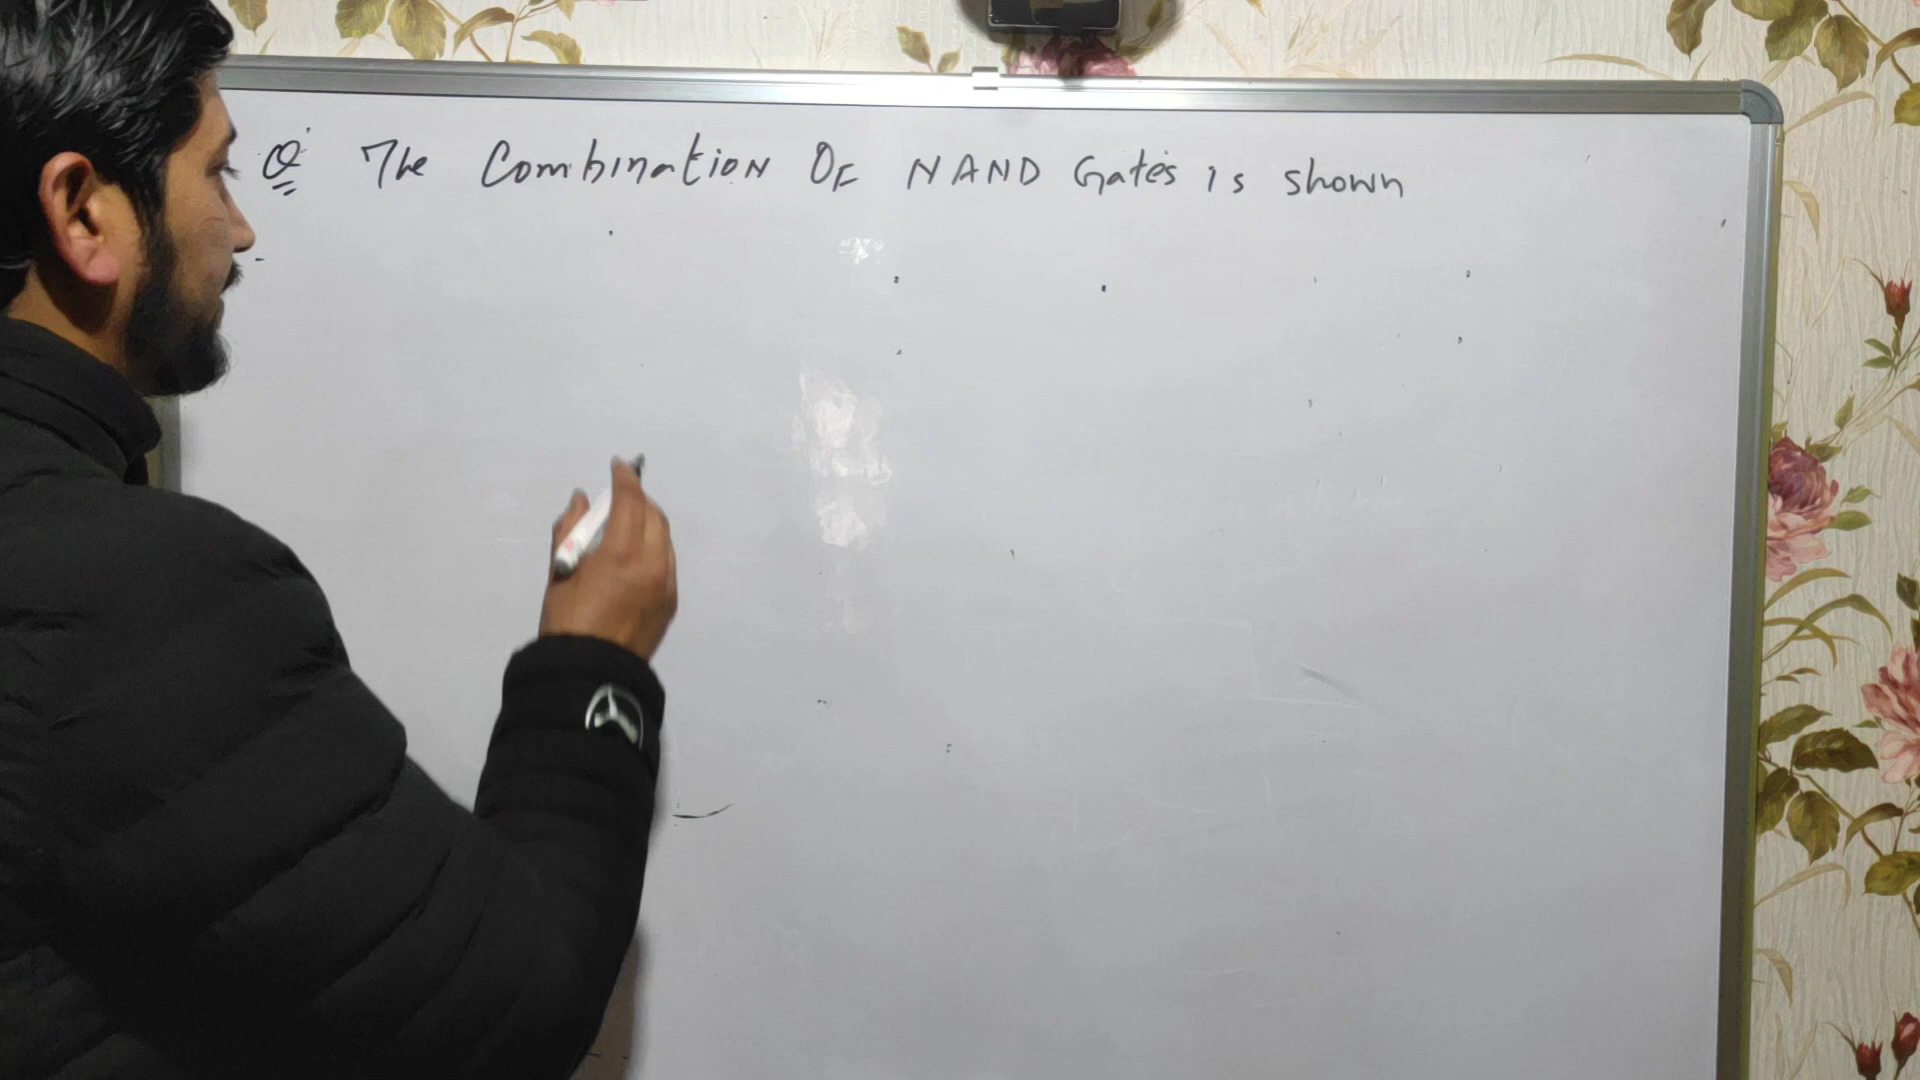 Q The Combination OF NAND Gates is shown